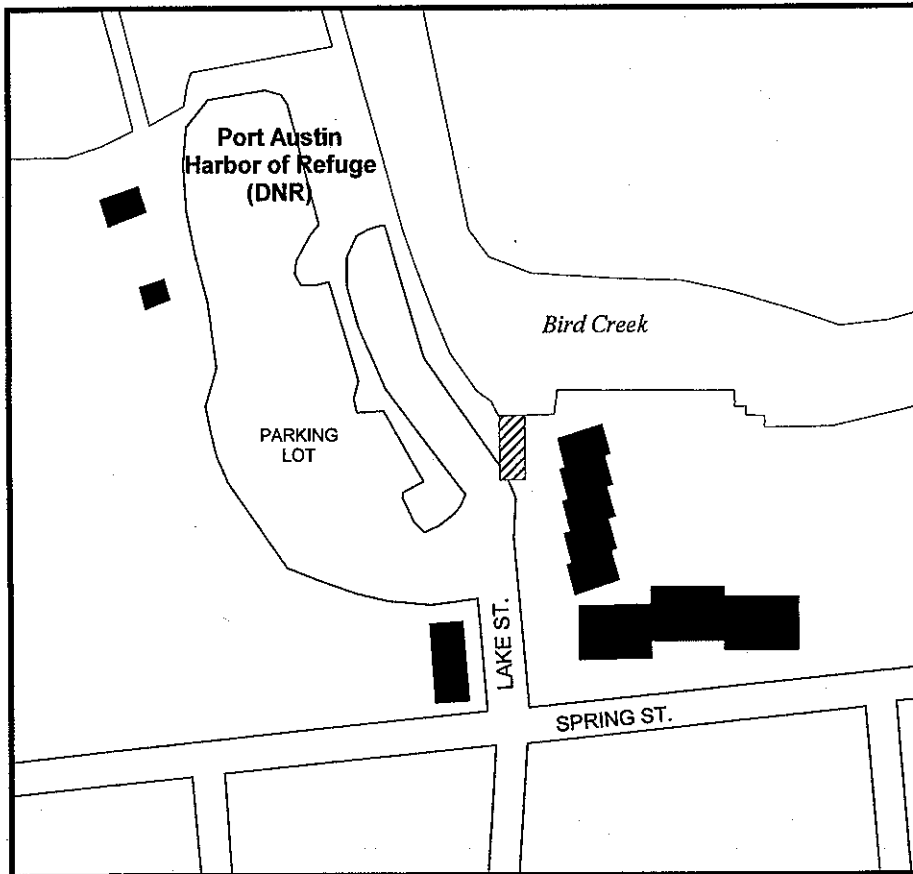 Port Austin
Harbor of Refuge
(DNR)
Bird Creek
PARKING
LOT
LAKE ST.
SPRING ST.